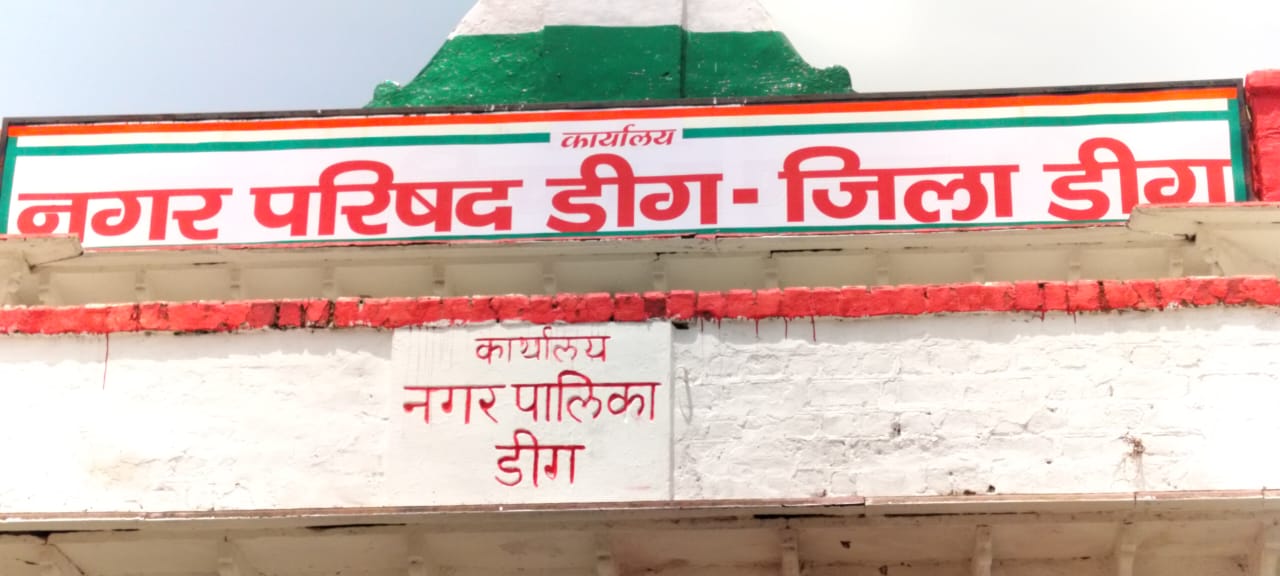 कार्यालय
नगर परिषद डीग - जिला डीग
कार्यालय
नगर पालिका
डीग